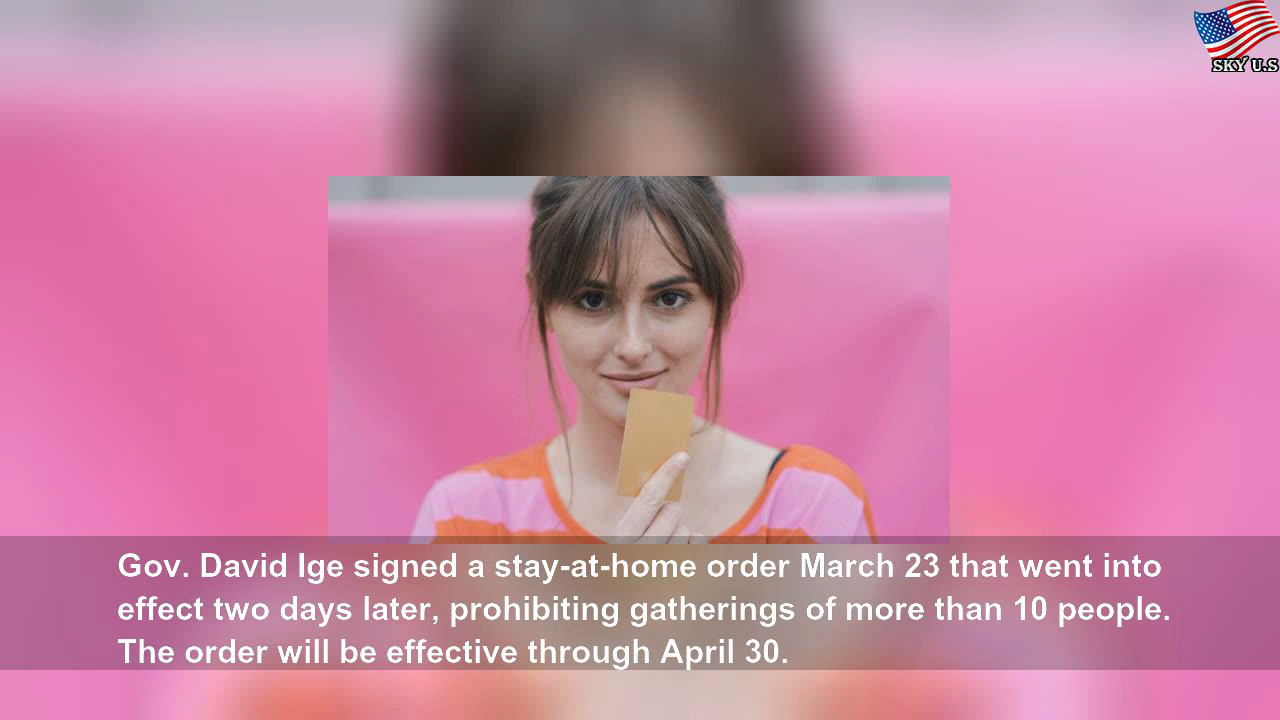 SKY U.S
Gov. David Ige signed a stay-at-home order March 23 that went into
effect two days later, prohibiting gatherings of more than 10 people.
The order will be effective through April 30.